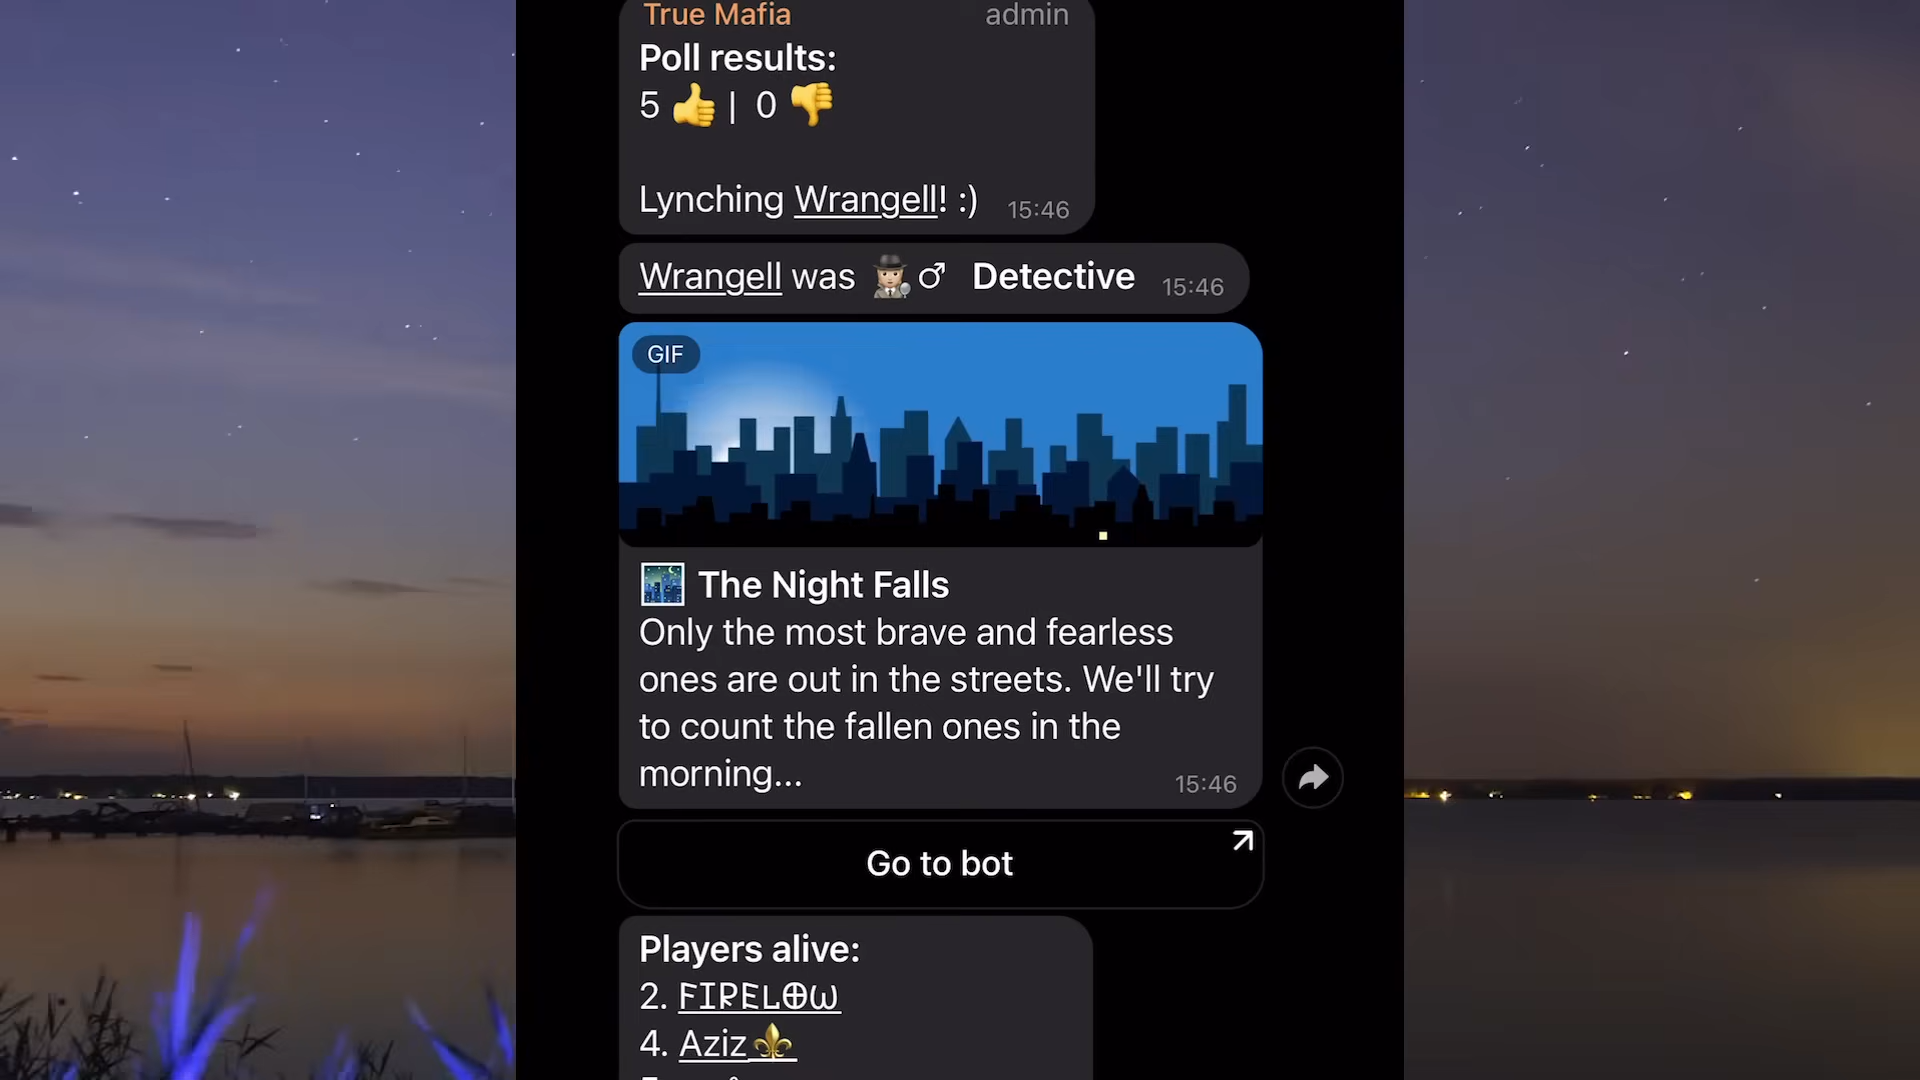 True Mafia admin
Poll results:
5 👍 | 0 👎
Lynching Wrangell! :) 15:46
Wrangell was 🕵🏼♂ Detective 15:46
GIF
🌃 The Night Falls
Only the most brave and fearless
ones are out in the streets. We'll try
to count the fallen ones in the
morning... 15:46
Go to bot
Players alive:
2. ᖴIᖇEᒪᗝᗯ
4. Aziz⚜️